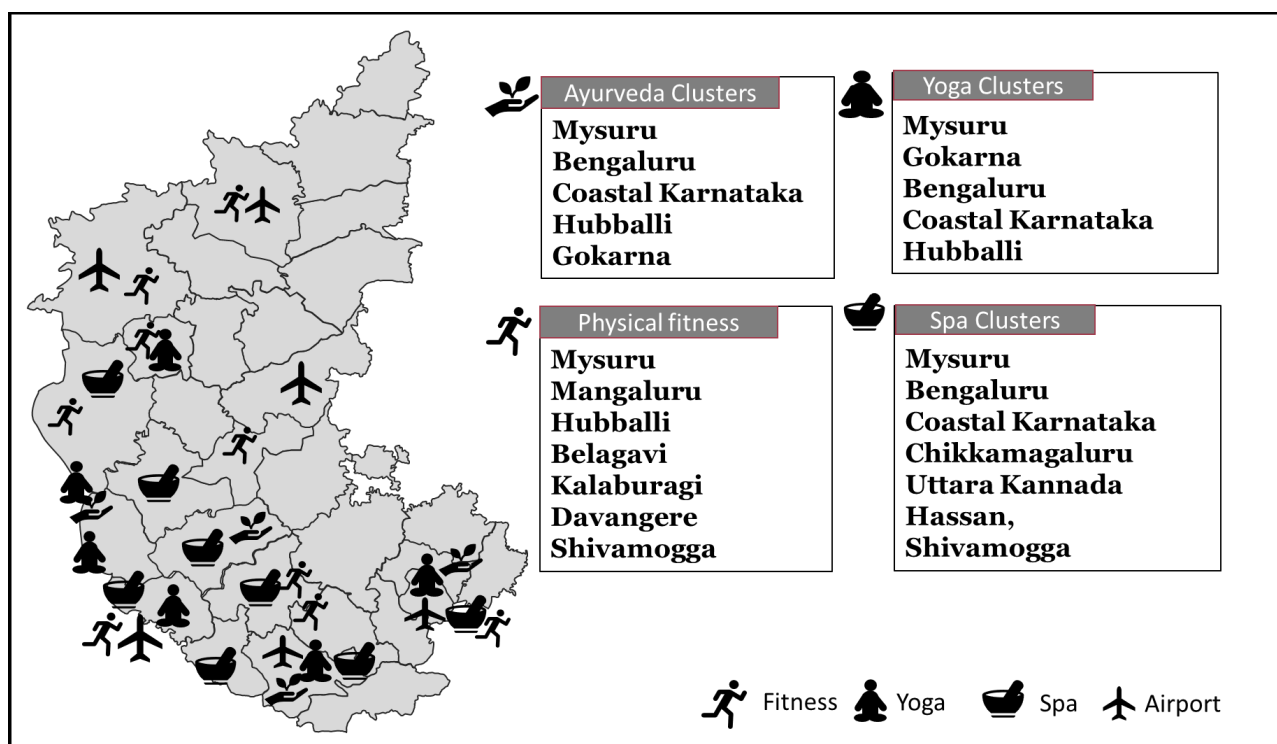 Ayurveda Clusters
Mysuru
Bengaluru
Coastal Karnataka
Hubballi
Gokarna
Yoga Clusters
Mysuru
Gokarna
Bengaluru
Coastal Karnataka
Hubballi
Physical fitness
Mysuru
Mangaluru
Hubballi
Belagavi
Kalaburagi
Davangere
Shivamogga
Spa Clusters
Mysuru
Bengaluru
Coastal Karnataka
Chikkamagaluru
Uttara Kannada
Hassan,
Shivamogga
Fitness Yoga Spa Airport